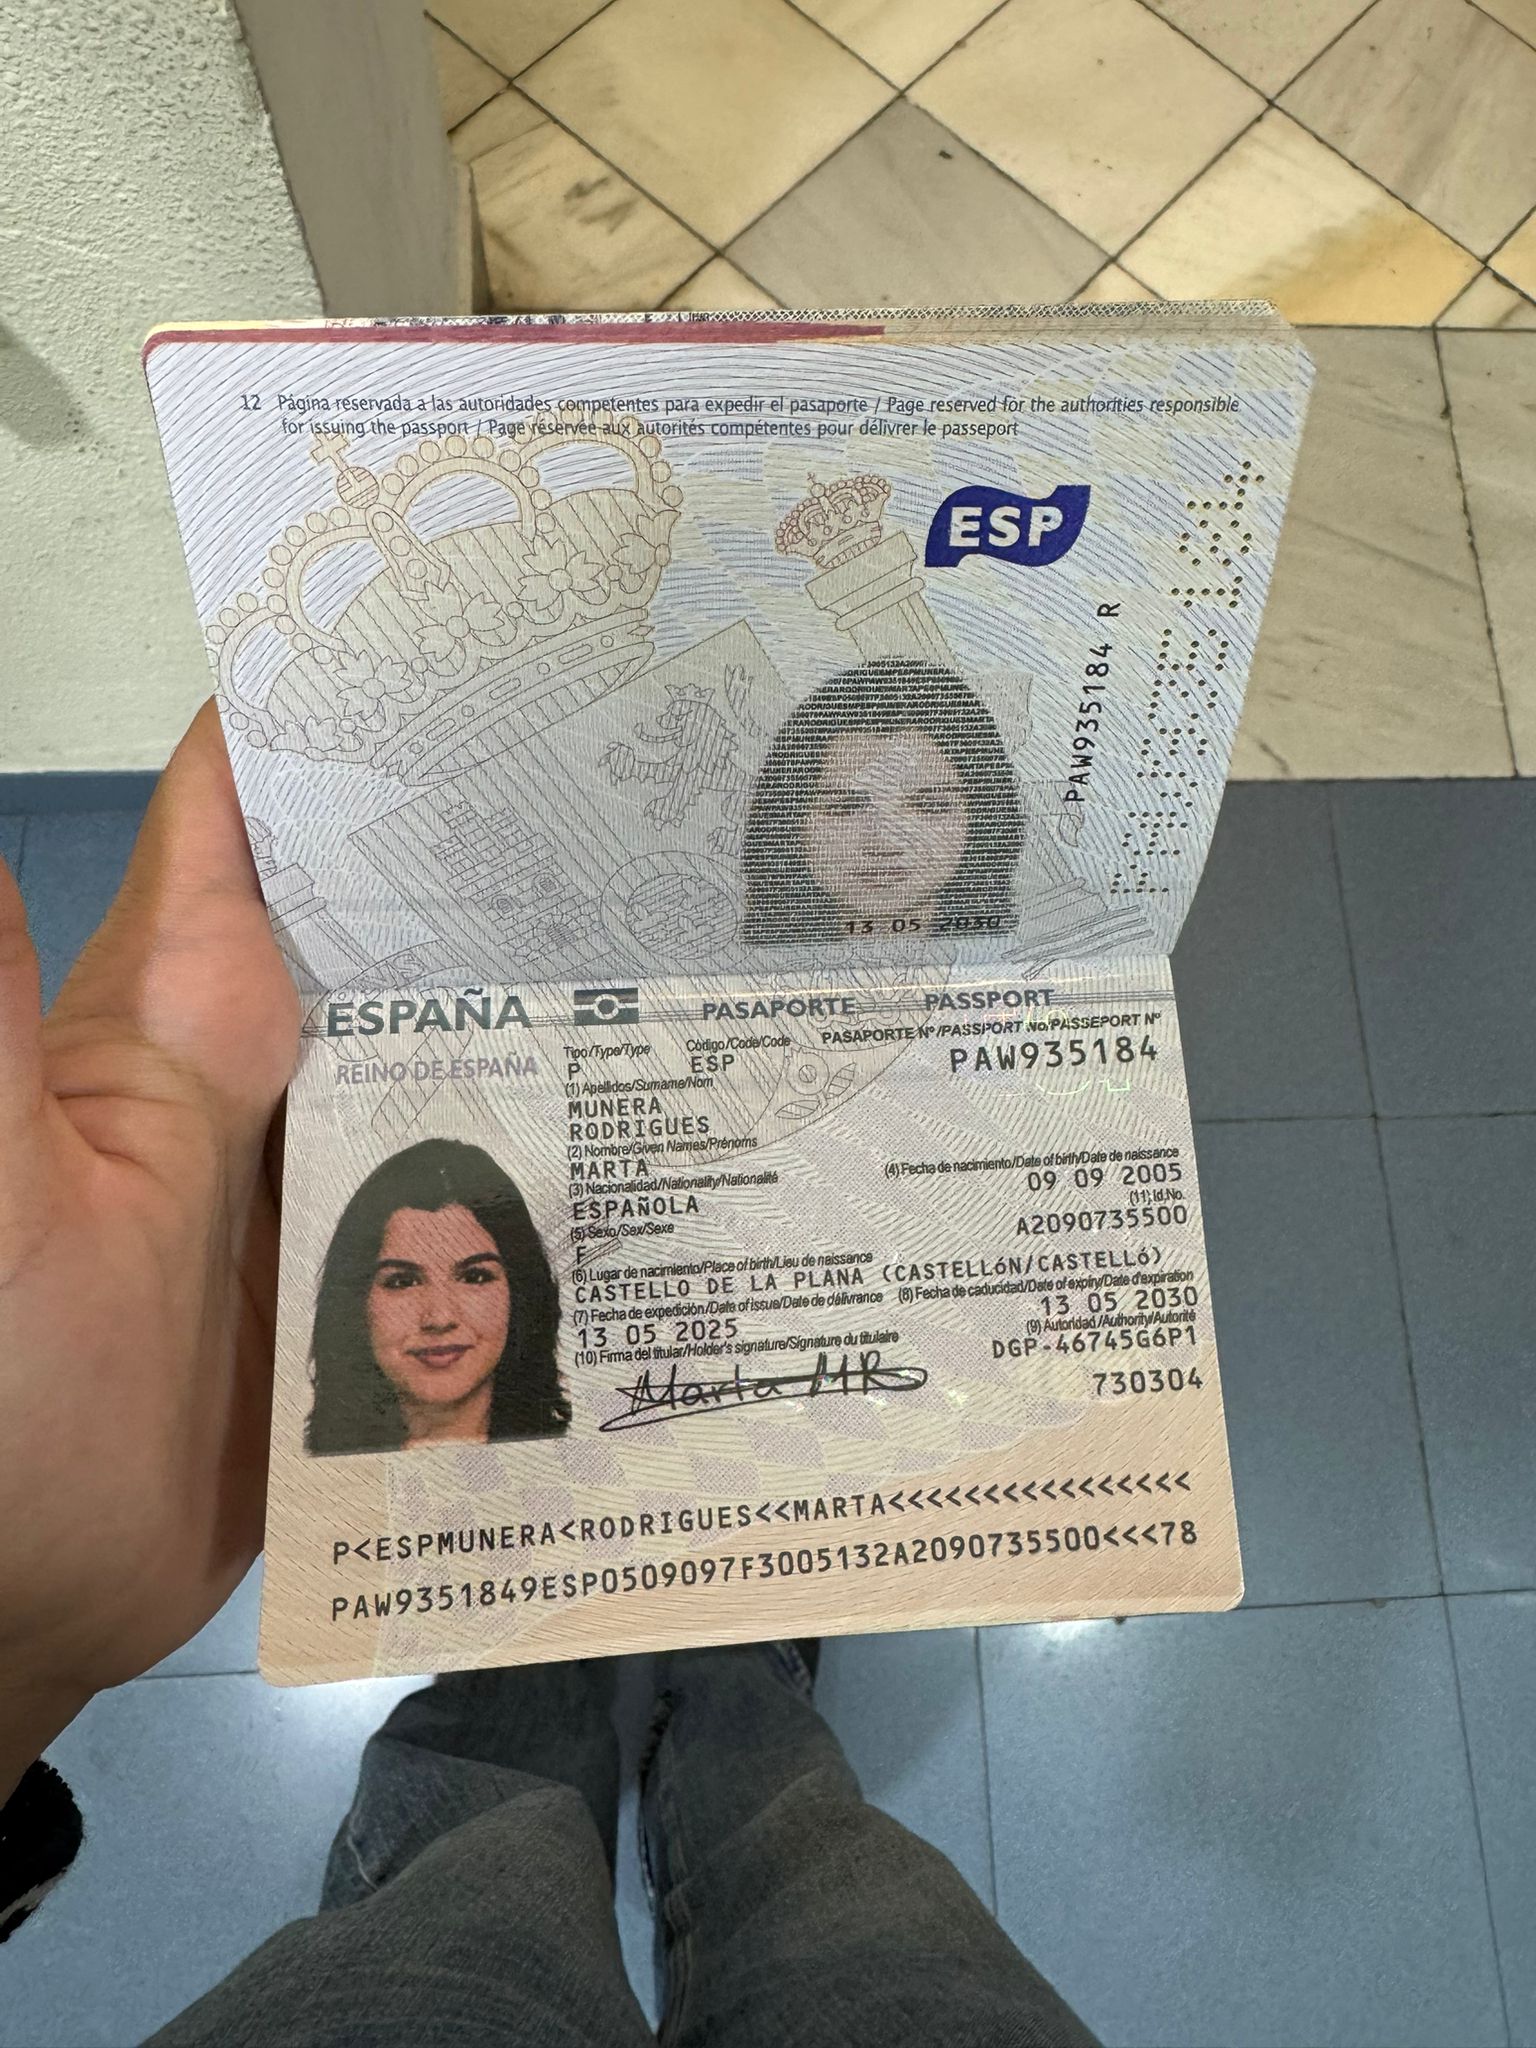 12 Página reservada a las autoridades competentes para expedir el pasaporte / Page reserved for the authorities responsible
for issuing the passport / Page réservée aux autorités compétentes pour délivrer le passeport
ESP
PAW935184 R
13 05 2030
ESPAÑA PASAPORTE PASSPORT
REINO DE ESPAÑA
Tipo/Type/Type Código/Code/Code PASAPORTE Nº/PASSPORT No/PASSEPORT Nº
P ESP PAW935184
(1) Apellidos/Surname/Nom
MUNERA
RODRIGUES
(2) Nombre/Given Names/Prénoms
MARTA
(3) Nacionalidad/Nationality/Nationalité (4) Fecha de nacimiento/Date of birth/Date de naissance
ESPAÑOLA 09 09 2005
(5) Sexo/Sex/Sexe (11) Id.No.
F A2090735500
(6) Lugar de nacimiento/Place of birth/Lieu de naissance
CASTELLO DE LA PLANA (CASTELLóN/CASTELLó)
(7) Fecha de expedición/Date of issue/Date de délivrance (8) Fecha de caducidad/Date of expiry/Date d'expiration
13 05 2025 13 05 2030
(10) Firma del titular/Holder's signature/Signature du titulaire (9) Autoridad/Authority/Autorité
DGP-46745G6P1
Marta MR 730304
P<ESPMUNERA<RODRIGUES<<MARTA<<<<<<<<<<<<<<<<
PAW9351849ESP0509097F3005132A2090735500<<<78